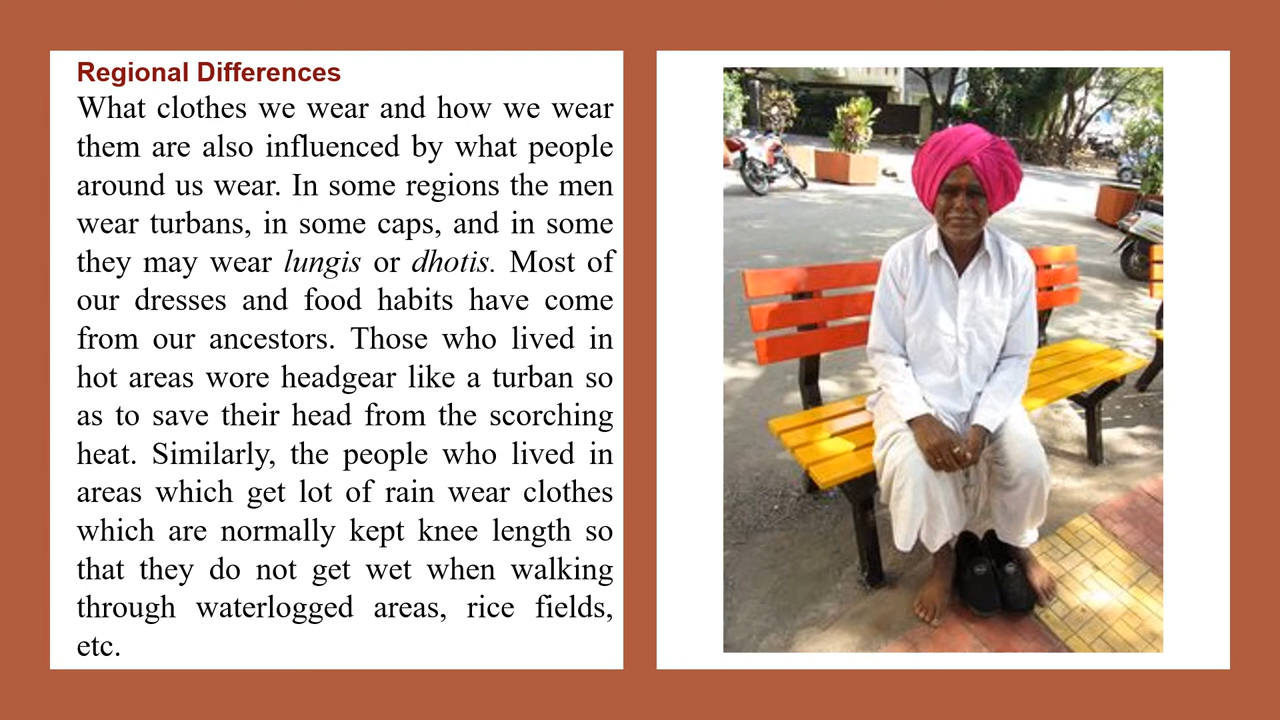 Regional Differences
What clothes we wear and how we wear
them are also influenced by what people
around us wear. In some regions the men
wear turbans, in some caps, and in some
they may wear lungis or dhotis. Most of
our dresses and food habits have come
from our ancestors. Those who lived in
hot areas wore headgear like a turban so
as to save their head from the scorching
heat. Similarly, the people who lived in
areas which get lot of rain wear clothes
which are normally kept knee length so
that they do not get wet when walking
through waterlogged areas, rice fields,
etc.